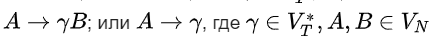 A → γB; или A → γ, где γ ∈ V_T^*, A, B ∈ V_N